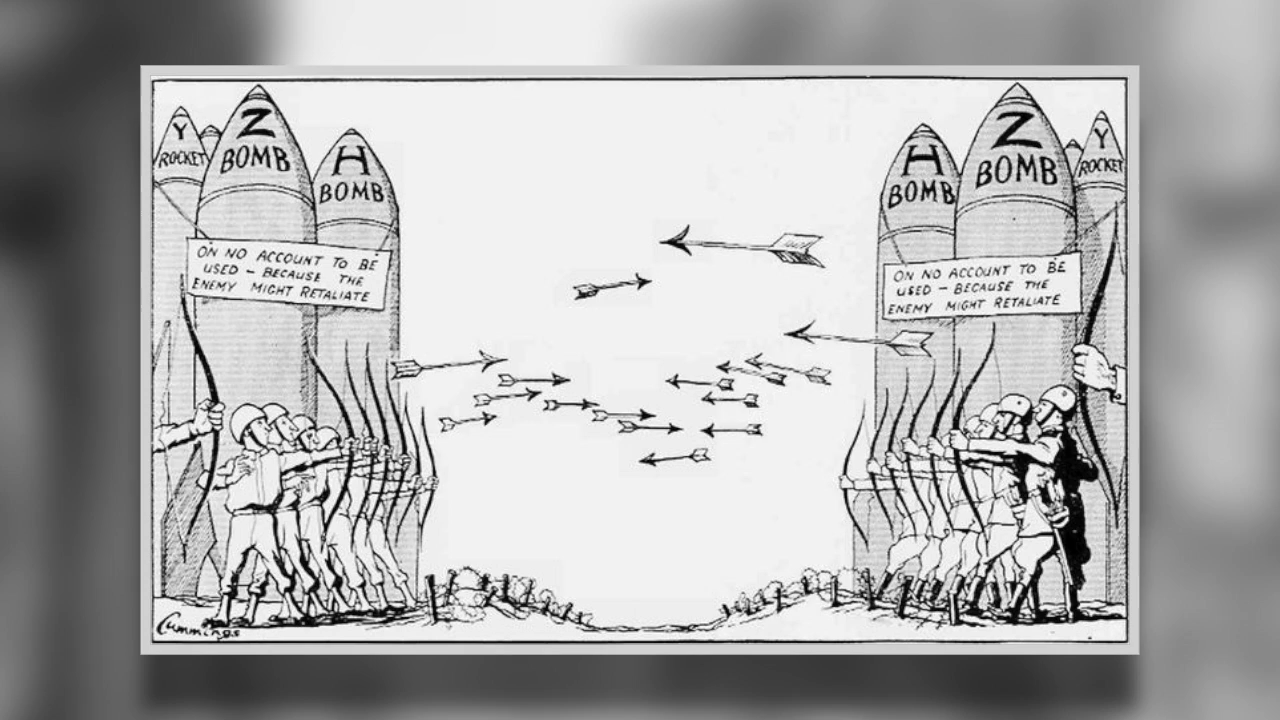 Y
ROCKET
Z
BOMB
H
BOMB
ON NO ACCOUNT TO BE
USED – BECAUSE THE
ENEMY MIGHT RETALIATE
H
BOMB
Z
BOMB
Y
ROCKET
ON NO ACCOUNT TO BE
USED – BECAUSE THE
ENEMY MIGHT RETALIATE
Cummings